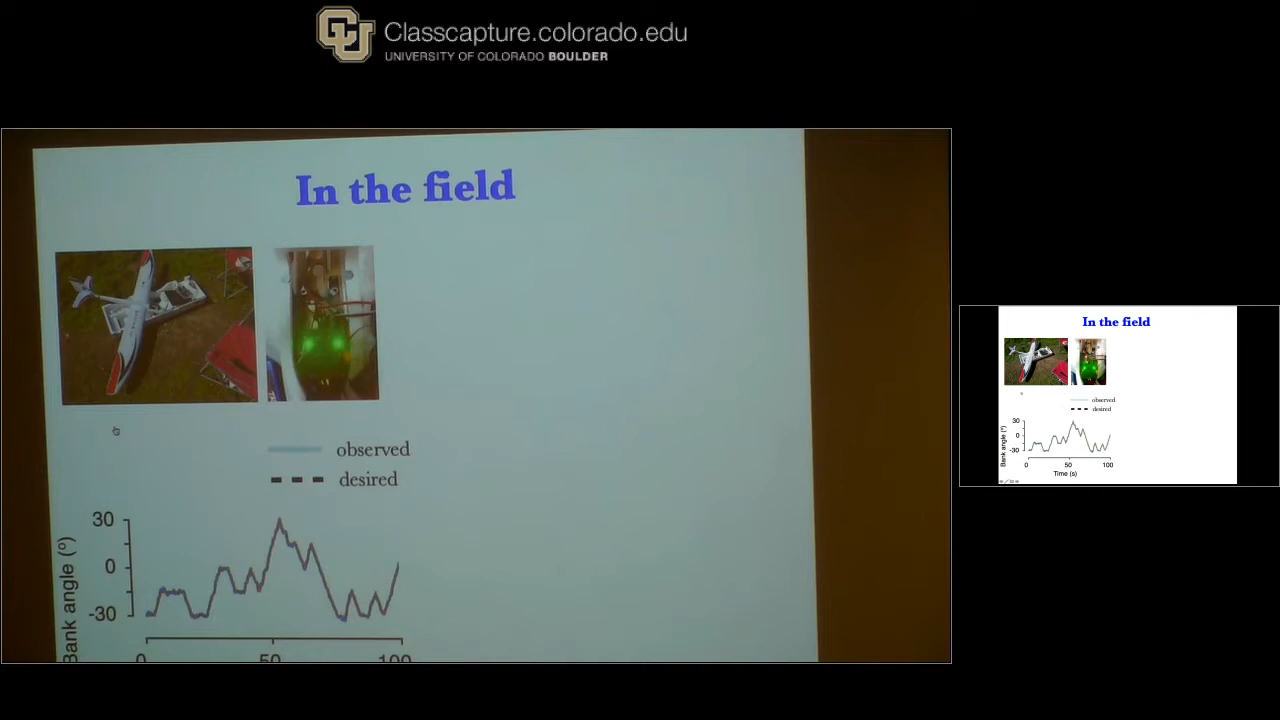 Classcapture.colorado.edu
UNIVERSITY OF COLORADO BOULDER
In the field
observed
desired
30
0
-30
Bank angle (°)
0
50
100
In the field
observed
desired
30
0
-30
Bank angle (°)
0
50
100
Time (s)